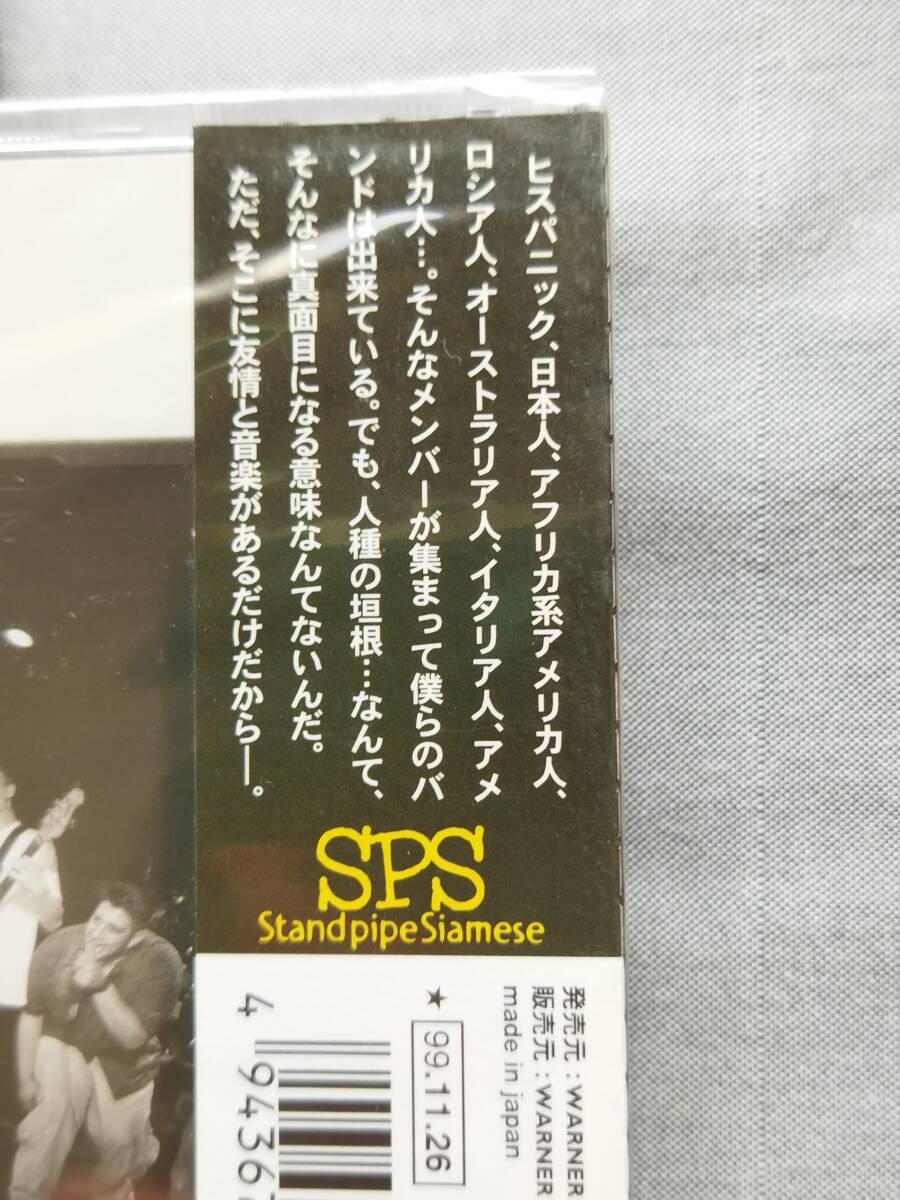 ヒスパニック、日本人、アフリカ系アメリカ人、
ロシア人、オーストラリア人、イタリア人、アメ
リカ人…。そんなメンバーが集まって僕らのバ
ンドは出来ている。でも、人種の垣根…なんて、
そんなに真面目になる意味なんてないんだ。
ただ、そこに友情と音楽があるだけだから―。
SPS
StandpipeSiamese
発売元：WARNER
販売元：WARNER
made in japan
★ 99.11.26
4 94367